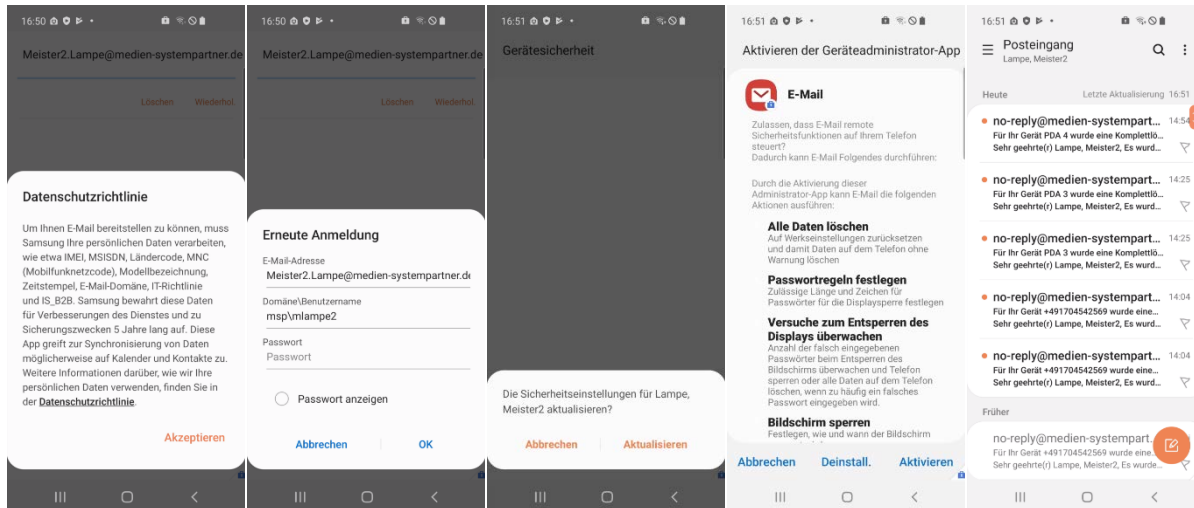 16:50
Meister2.Lampe@medien-systempartner.de
Löschen Wiederhol.
Datenschutzrichtlinie
Um Ihnen E-Mail bereitstellen zu können, muss
Samsung Ihre persönlichen Daten verarbeiten,
wie etwa IMEI, MSISDN, Ländercode, MNC
(Mobilfunknetzcode), Modellbezeichnung,
Zeitstempel, E-Mail-Domäne, IT-Richtlinie
und IS_B2B. Samsung bewahrt diese Daten
für Verbesserungen des Dienstes und zu
Sicherungszwecken 5 Jahre lang auf. Diese
App greift zur Synchronisierung von Daten
möglicherweise auf Kalender und Kontakte zu.
Weitere Informationen darüber, wie wir Ihre
persönlichen Daten verwenden, finden Sie in
der Datenschutzrichtlinie.
Akzeptieren
16:50
Meister2.Lampe@medien-systempartner.de
Löschen Wiederhol.
Erneute Anmeldung
E-Mail-Adresse
Meister2.Lampe@medien-systempartner.de
Domäne\Benutzername
msp\mlampe2
Passwort
Passwort
Passwort anzeigen
Abbrechen OK
16:51
Gerätesicherheit
Die Sicherheitseinstellungen für Lampe,
Meister2 aktualisieren?
Abbrechen Aktualisieren
16:51
Aktivieren der Geräteadministrator-App
E-Mail
Zulassen, dass E-Mail remote
Sicherheitsfunktionen auf Ihrem Telefon
steuert?
Dadurch kann E-Mail Folgendes durchführen:
Durch die Aktivierung dieser
Administrator-App kann E-Mail die folgenden
Aktionen ausführen:
Alle Daten löschen
Auf Werkseinstellungen zurücksetzen
und damit Daten auf dem Telefon ohne
Warnung löschen
Passwortregeln festlegen
Zulässige Länge und Zeichen für
Passwörter für die Displaysperre festlegen
Versuche zum Entsperren des
Displays überwachen
Anzahl der falsch eingegebenen
Passwörter beim Entsperren des
Bildschirms überwachen und Telefon
sperren oder alle Daten auf dem Telefon
löschen, wenn zu häufig ein falsches
Passwort eingegeben wird.
Bildschirm sperren
Festlegen, wie und wann der Bildschirm
Abbrechen Deinstall. Aktivieren
16:51
Posteingang
Lampe, Meister2
Heute Letzte Aktualisierung 16:51
no-reply@medien-systempart... 14:54
Für Ihr Gerät PDA 4 wurde eine Komplettlö...
Sehr geehrte(r) Lampe, Meister2, Es wurd...
no-reply@medien-systempart... 14:25
Für Ihr Gerät PDA 3 wurde eine Komplettlö...
Sehr geehrte(r) Lampe, Meister2, Es wurd...
no-reply@medien-systempart... 14:25
Für Ihr Gerät PDA 3 wurde eine Komplettlö...
Sehr geehrte(r) Lampe, Meister2, Es wurd...
no-reply@medien-systempart... 14:04
Für Ihr Gerät +491704542569 wurde eine...
Sehr geehrte(r) Lampe, Meister2, Es wurd...
no-reply@medien-systempart... 14:04
Für Ihr Gerät +491704542569 wurde eine...
Sehr geehrte(r) Lampe, Meister2, Es wurd...
Früher
no-reply@medien-systempart.
Für Ihr Gerät +491704542569 wurde eine.
Sehr geehrte(r) Lampe, Meister2, Es wurde...